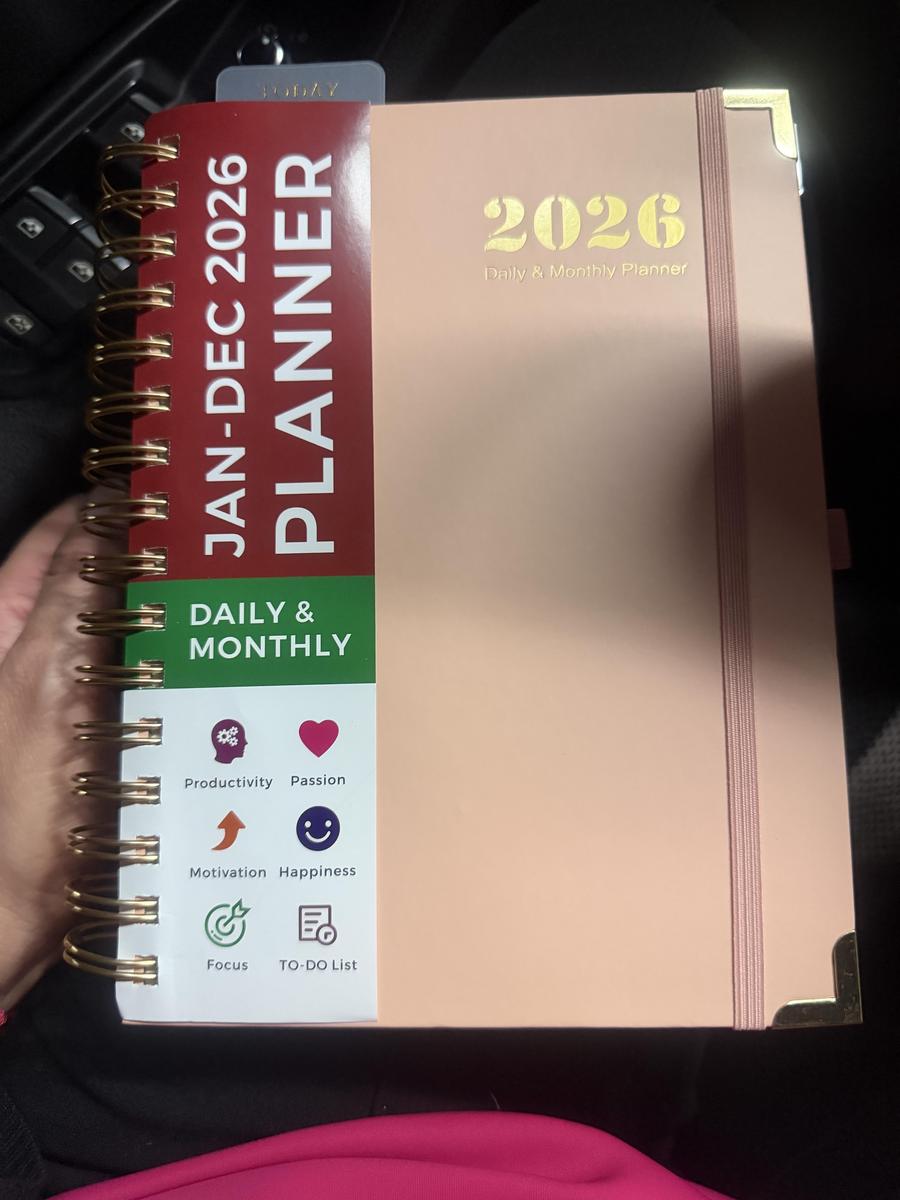 TODAY
JAN-DEC 2026
PLANNER
2026
Daily & Monthly Planner
DAILY &
MONTHLY
Productivity
Passion
Motivation
Happiness
Focus
TO-DO List